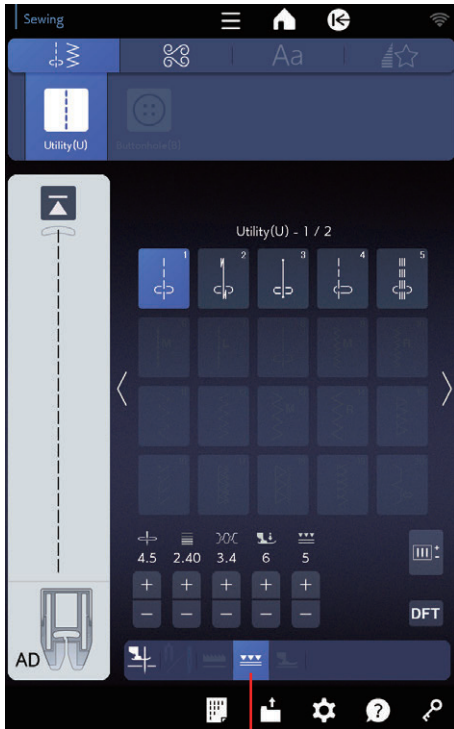 Sewing
Aa
Utility(U)
Buttonhole(B)
Utility(U) - 1 / 2
1
2
3
4
5
4.5 2.40 3.4 6 5
+ + + + +
− − − − −
DFT
AD
?